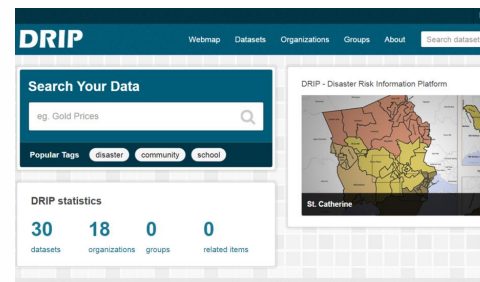 DRIP
Webmap Datasets Organizations Groups About Search dataset
Search Your Data
eg. Gold Prices
Popular Tags disaster community school
DRIP - Disaster Risk Information Platform
St. Catherine
DRIP statistics
30 18 0 0
datasets organizations groups related items